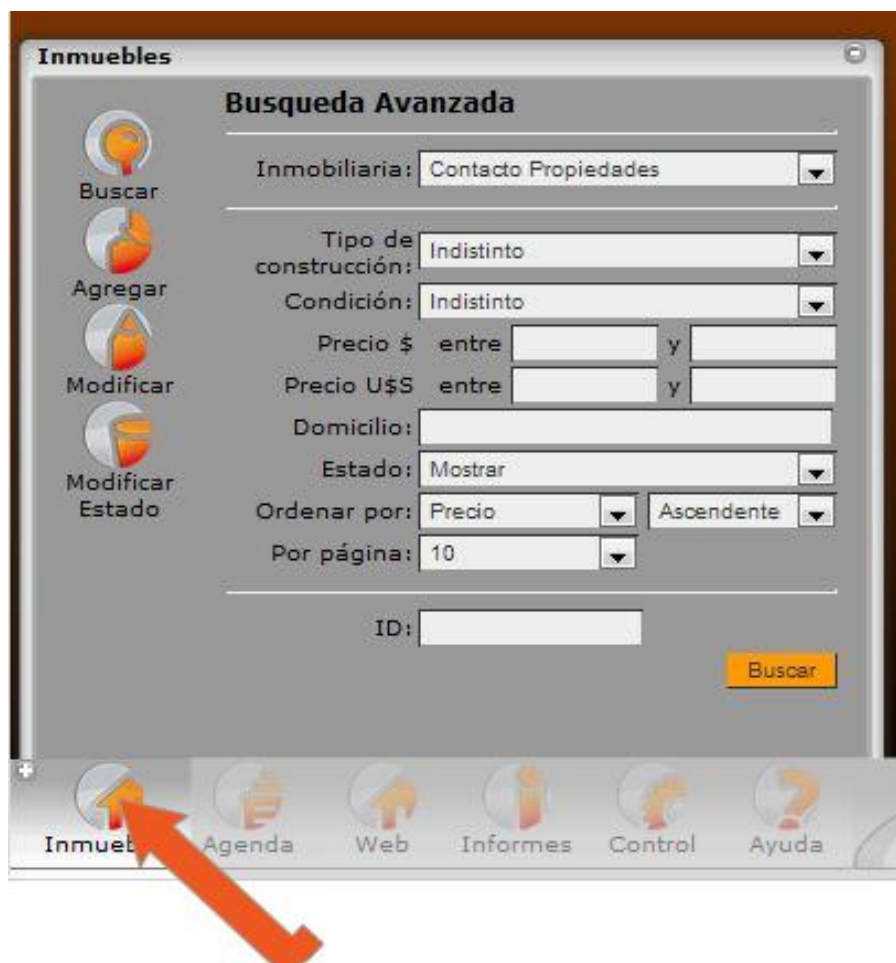 Inmuebles
Busqueda Avanzada
Buscar
Agregar
Modificar
Modificar
Estado
Inmobiliaria: Contacto Propiedades
Tipo de
construcción: Indistinto
Condición: Indistinto
Precio $ entre y
Precio U$S entre y
Domicilio:
Estado: Mostrar
Ordenar por: Precio Ascendente
Por página: 10
ID:
Buscar
Inmueb Agenda Web Informes Control Ayuda